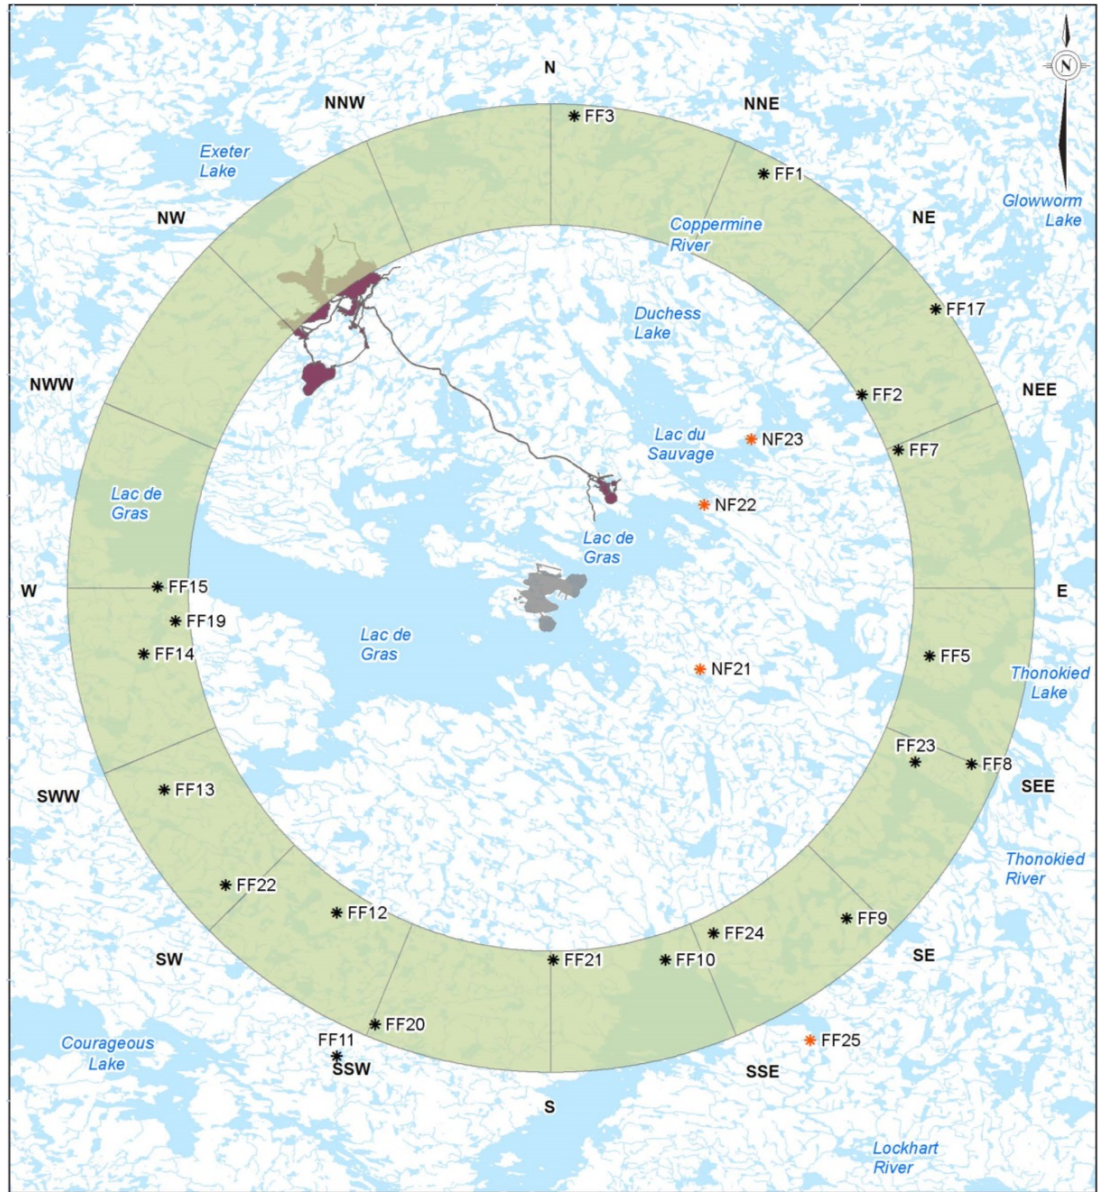 N
N
NNW
NNE
FF3
Exeter
Lake
FF1
Glowworm
Lake
NW
NE
Coppermine
River
FF17
Duchess
Lake
NWW
NEE
FF2
Lac du
Sauvage
NF23
FF7
Lac de
Gras
NF22
Lac de
Gras
W
FF15
E
FF19
Lac de
Gras
FF14
FF5
NF21
Thonokied
Lake
FF23
FF8
SEE
SWW
FF13
Thonokied
River
FF22
FF12
FF9
FF24
SW
FF21
FF10
SE
FF20
FF11
SSW
Courageous
Lake
FF25
SSE
S
Lockhart
River